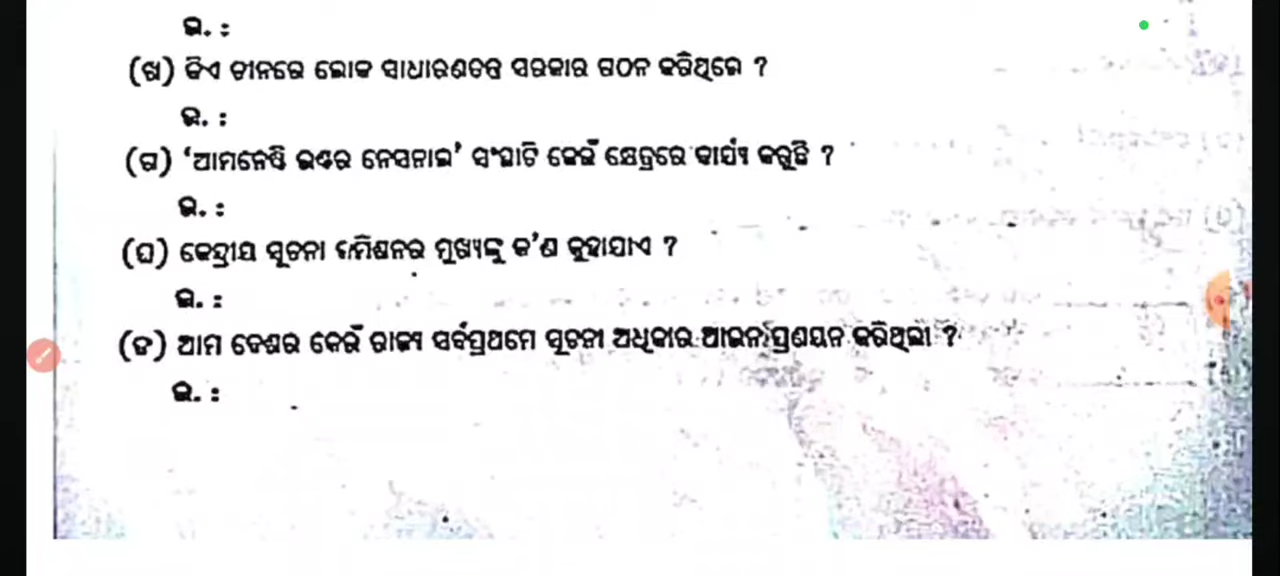 ଉ. :
(ଖ) କିଏ ଚୀନରେ ଲୋକ ସାଧାରଣତନ୍ତ୍ର ସରକାର ଗଠନ କରିଥିଲେ ?
ଉ. :
(ଗ) ‘ଆମନେଷ୍ଟି ଇଣ୍ଟର ନେସନାଲ’ ସଂସ୍ଥାଟି କେଉଁ କ୍ଷେତ୍ରରେ କାର୍ଯ୍ୟ କରୁଛି ?
ଉ. :
(ଘ) କେନ୍ଦ୍ରୀୟ ସୂଚନା କମିଶନର ମୁଖ୍ୟଙ୍କୁ କ’ଣ କୁହାଯାଏ ?
ଉ. :
(ଙ) ଆମ ଦେଶର କେଉଁ ରାଜ୍ୟ ସର୍ବପ୍ରଥମେ ସୂଚନା ଅଧିକାର ଆଇନ ପ୍ରଣୟନ କରିଥିଲା ?
ଉ. :